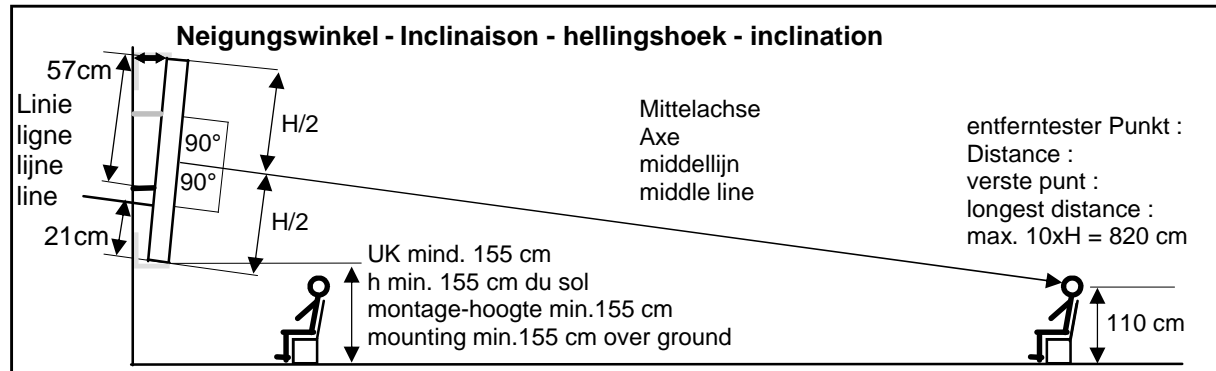 Neigungswinkel - Inclinaison - hellingshoek - inclination
57cm
Linie
ligne
lijne
line
21cm
H/2
90°
90°
H/2
Mittelachse
Axe
middellijn
middle line
entferntester Punkt :
Distance :
verste punt :
longest distance :
max. 10xH = 820 cm
UK mind. 155 cm
h min. 155 cm du sol
montage-hoogte min.155 cm
mounting min.155 cm over ground
110 cm